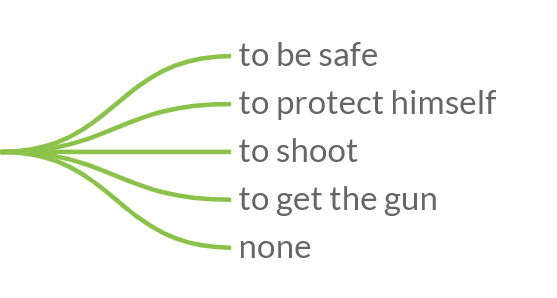 to be safe
to protect himself
to shoot
to get the gun
none